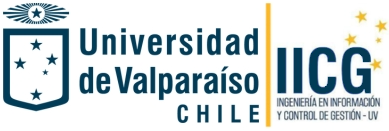 Universidad
de Valparaíso
CHILE
IICG
INGENIERÍA EN INFORMACIÓN
Y CONTROL DE GESTIÓN - UV